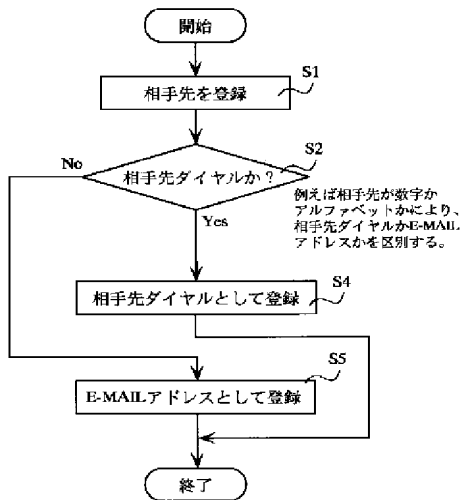 開始
S1
相手先を登録
S2
No
相手先ダイヤルか？
例えば相手先が数字か
アルファベットかにより、
相手先ダイヤルかE-MAIL
アドレスかを区別する。
Yes
S4
相手先ダイヤルとして登録
S5
E-MAILアドレスとして登録
終了